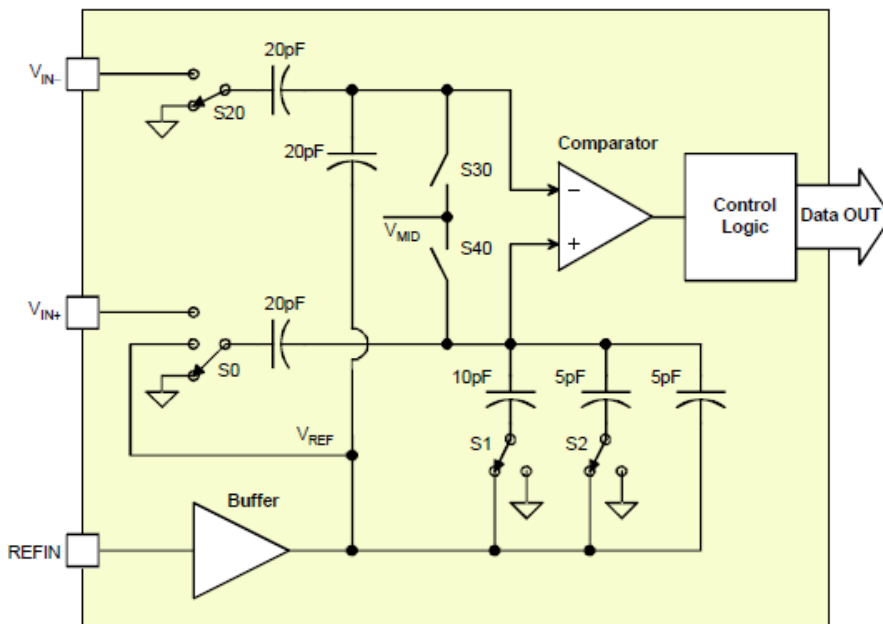 20pF
V_IN–
S20
20pF
S30
Comparator
–
+
Control
Logic
Data OUT
V_MID
S40
V_IN+
20pF
S0
10pF
5pF
5pF
S1
S2
V_REF
Buffer
REFIN